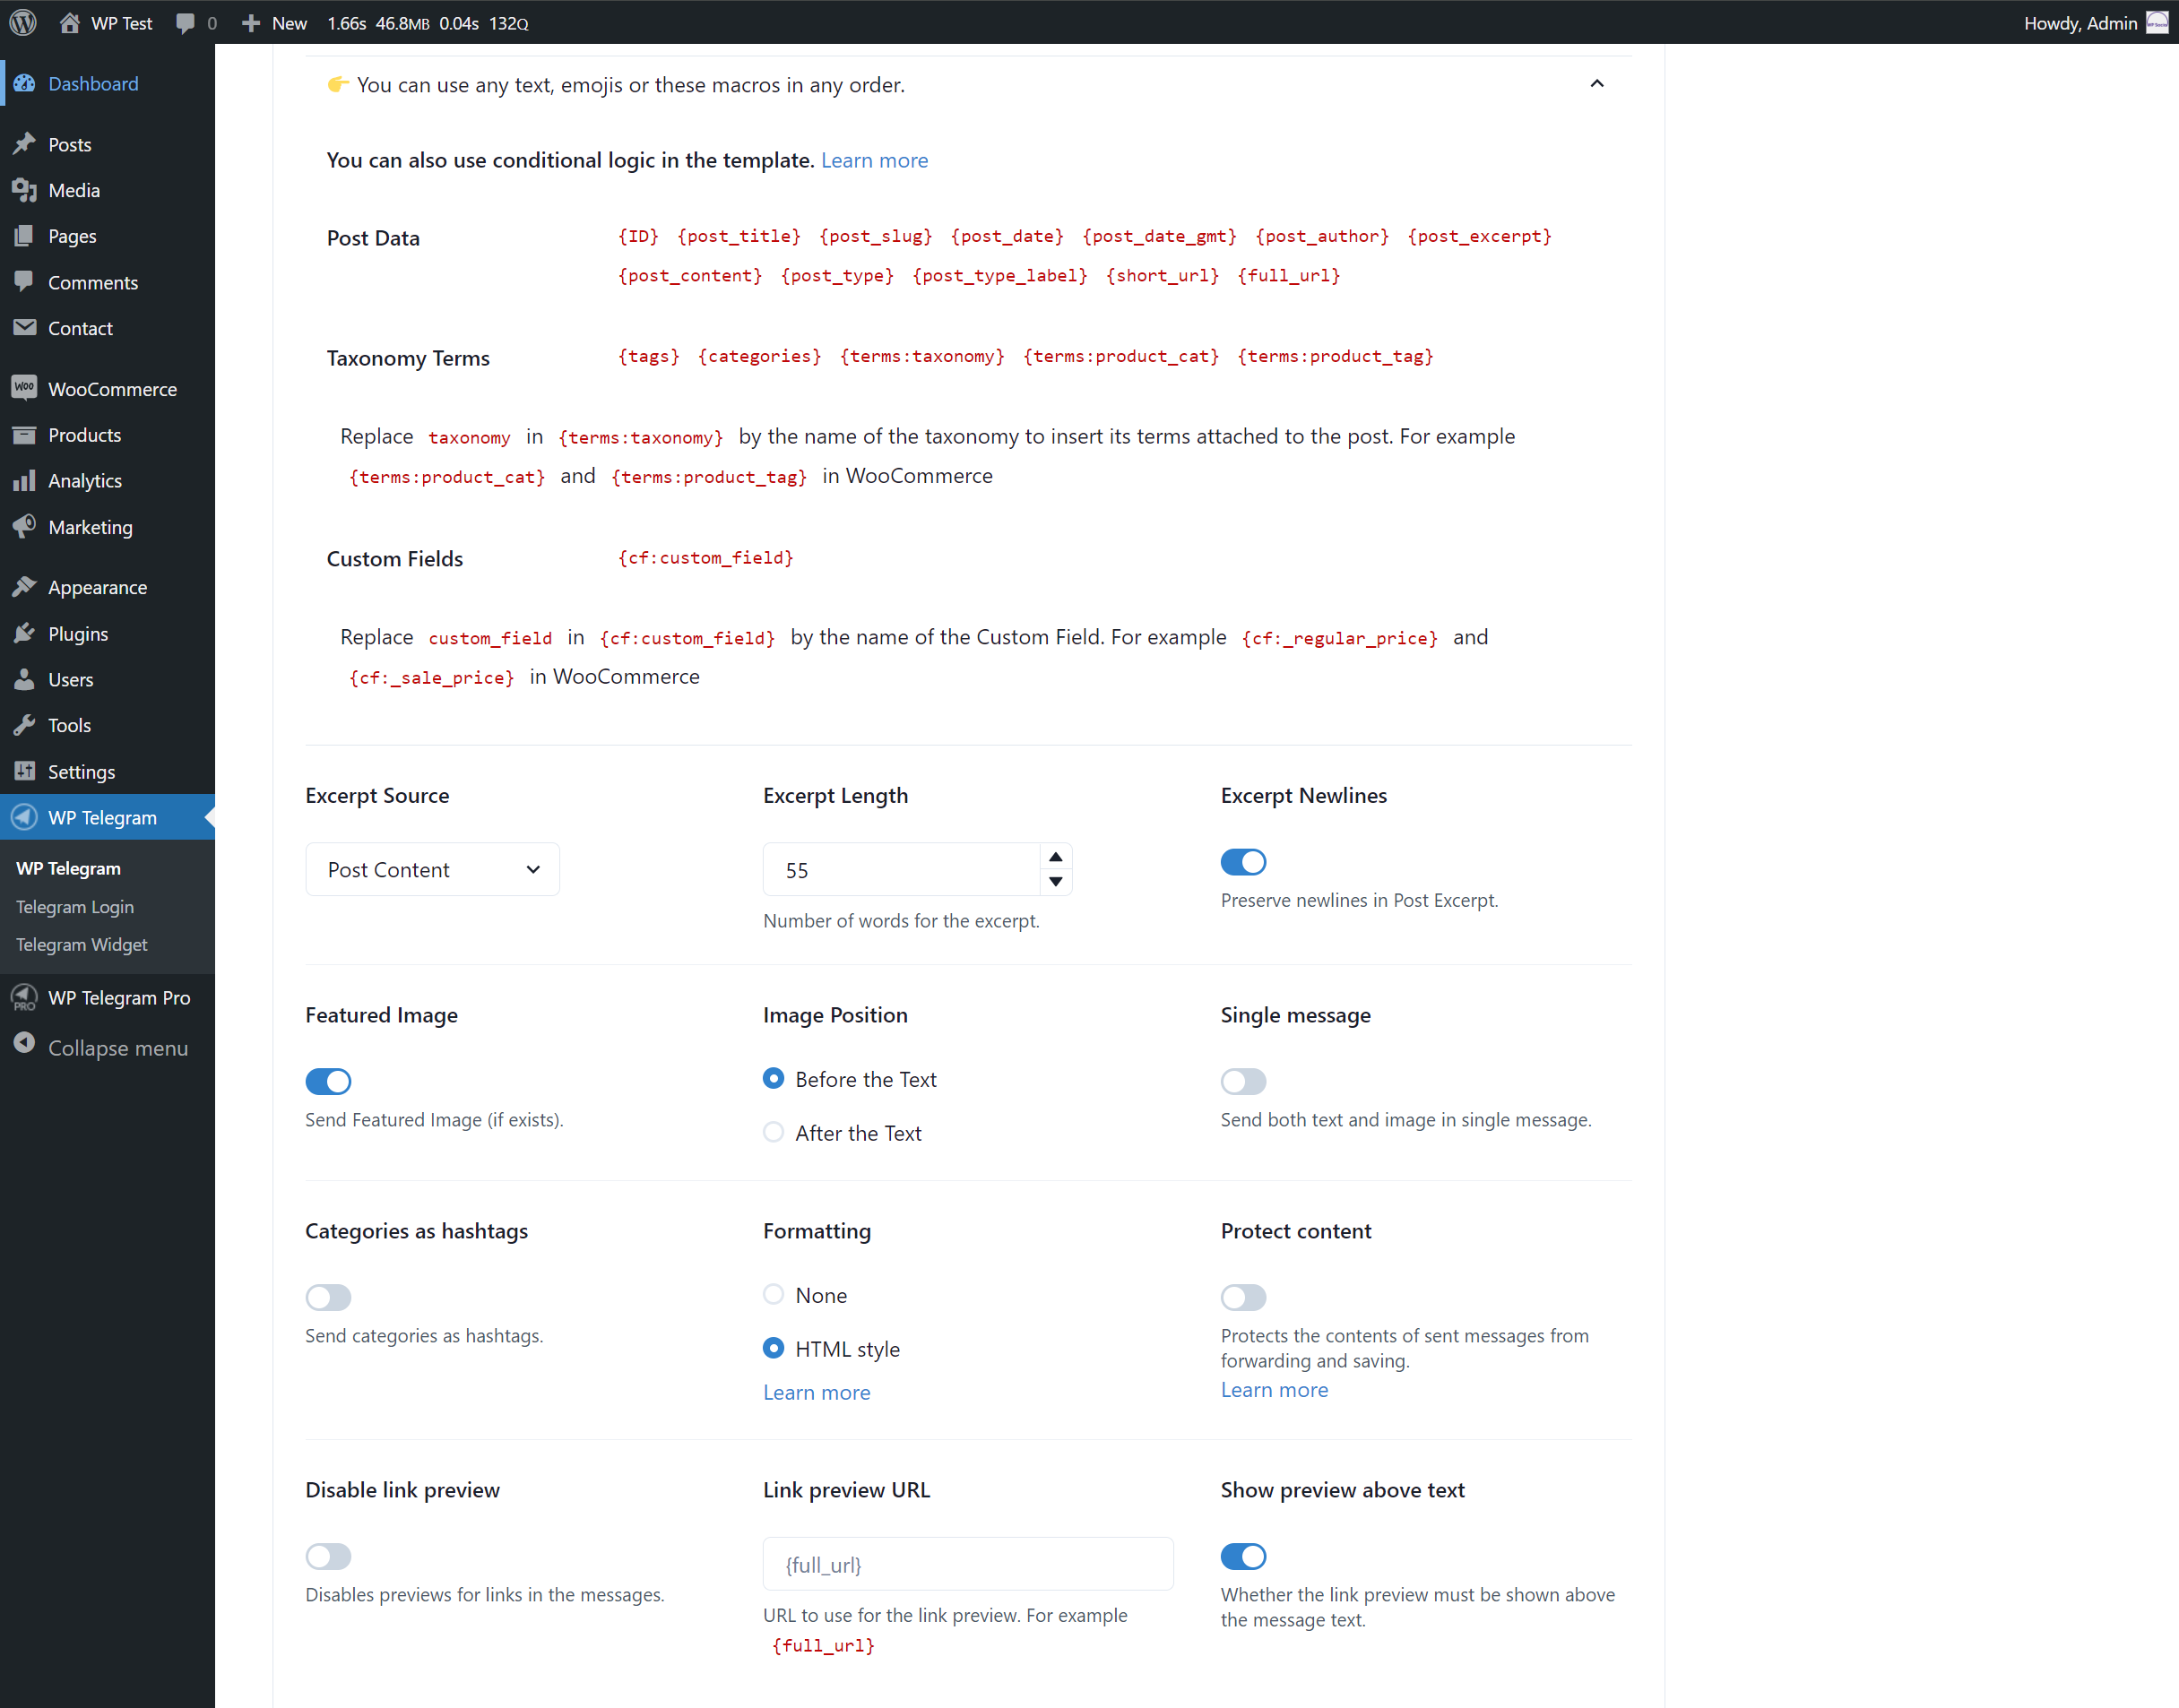 WP Test 0 New 1.66s 46.8MB 0.04s 132Q Howdy, Admin
Dashboard
Posts
Media
Pages
Comments
Contact
WooCommerce
Products
Analytics
Marketing
Appearance
Plugins
Users
Tools
Settings
WP Telegram
WP Telegram
Telegram Login
Telegram Widget
WP Telegram Pro
Collapse menu
👉 You can use any text, emojis or these macros in any order.
You can also use conditional logic in the template. Learn more
Post Data {ID} {post_title} {post_slug} {post_date} {post_date_gmt} {post_author} {post_excerpt}
{post_content} {post_type} {post_type_label} {short_url} {full_url}
Taxonomy Terms {tags} {categories} {terms:taxonomy} {terms:product_cat} {terms:product_tag}
Replace taxonomy in {terms:taxonomy} by the name of the taxonomy to insert its terms attached to the post. For example
{terms:product_cat} and {terms:product_tag} in WooCommerce
Custom Fields {cf:custom_field}
Replace custom_field in {cf:custom_field} by the name of the Custom Field. For example {cf:_regular_price} and
{cf:_sale_price} in WooCommerce
Excerpt Source
Post Content
Excerpt Length
55
Number of words for the excerpt.
Excerpt Newlines
Preserve newlines in Post Excerpt.
Featured Image
Send Featured Image (if exists).
Image Position
Before the Text
After the Text
Single message
Send both text and image in single message.
Categories as hashtags
Send categories as hashtags.
Formatting
None
HTML style
Learn more
Protect content
Protects the contents of sent messages from
forwarding and saving.
Learn more
Disable link preview
Disables previews for links in the messages.
Link preview URL
{full_url}
URL to use for the link preview. For example
{full_url}
Show preview above text
Whether the link preview must be shown above
the message text.